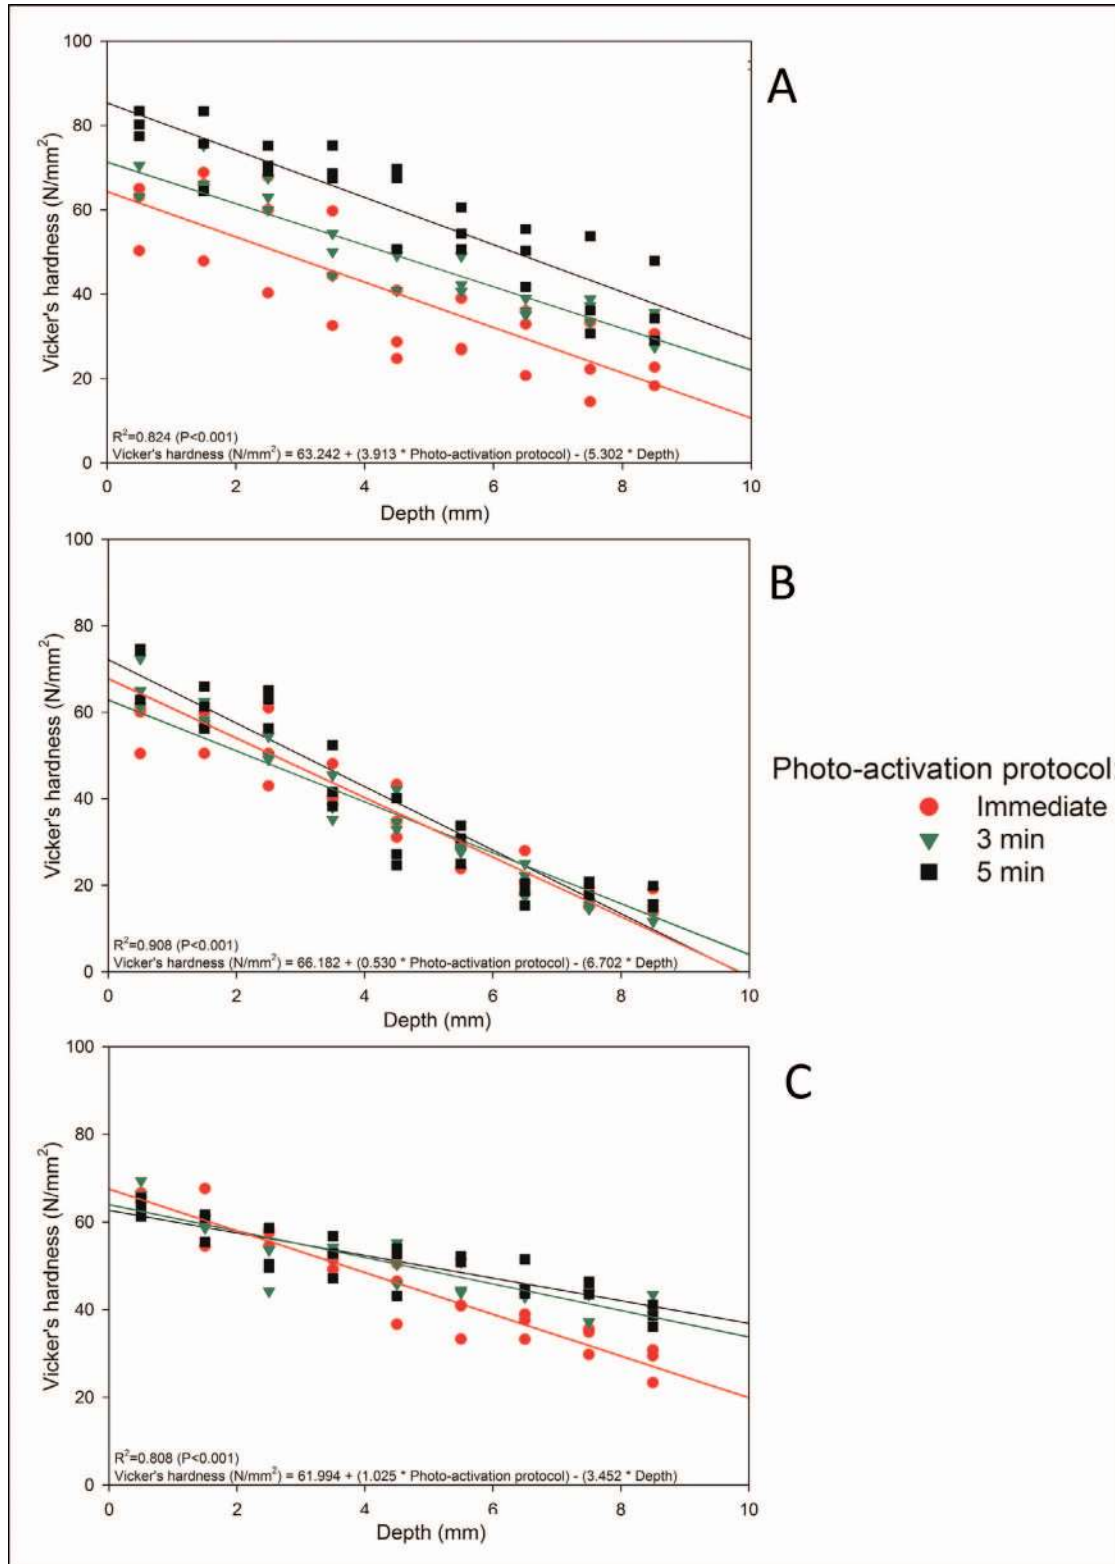 A
100
80
60
40
20
0
Vicker's hardness (N/mm²)
R²=0.824 (P<0.001)
Vicker's hardness (N/mm²) = 63.242 + (3.913 * Photo-activation protocol) - (5.302 * Depth)
0 2 4 6 8 10
Depth (mm)
B
100
80
60
40
20
0
Vicker's hardness (N/mm²)
R²=0.908 (P<0.001)
Vicker's hardness (N/mm²) = 66.182 + (0.530 * Photo-activation protocol) - (6.702 * Depth)
0 2 4 6 8 10
Depth (mm)
Photo-activation protocol:
Immediate
3 min
5 min
C
100
80
60
40
20
0
Vicker's hardness (N/mm²)
R²=0.808 (P<0.001)
Vicker's hardness (N/mm²) = 61.994 + (1.025 * Photo-activation protocol) - (3.452 * Depth)
0 2 4 6 8 10
Depth (mm)